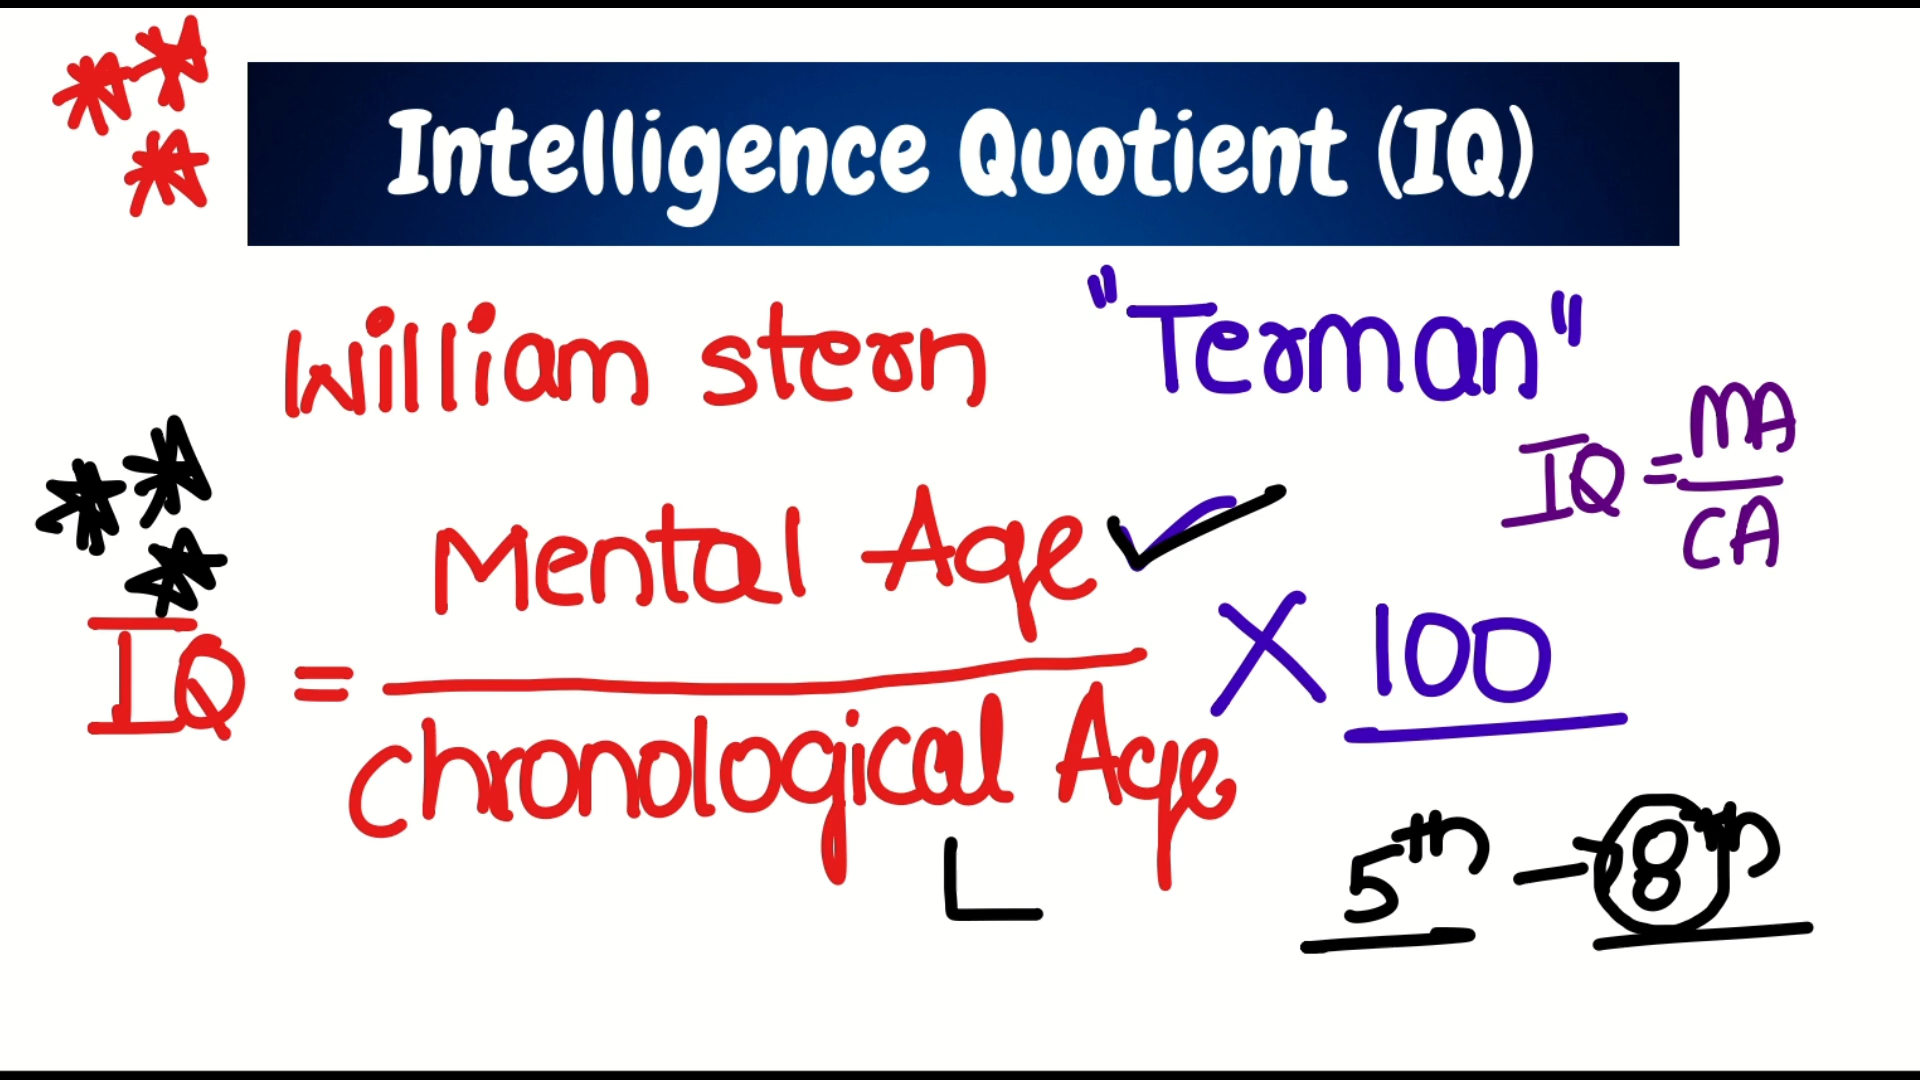 Intelligence Quotient (IQ)
William stern "Terman"
IQ = MA
CA
Mental Age
IQ = × 100
Chronological Age
5th - 8th